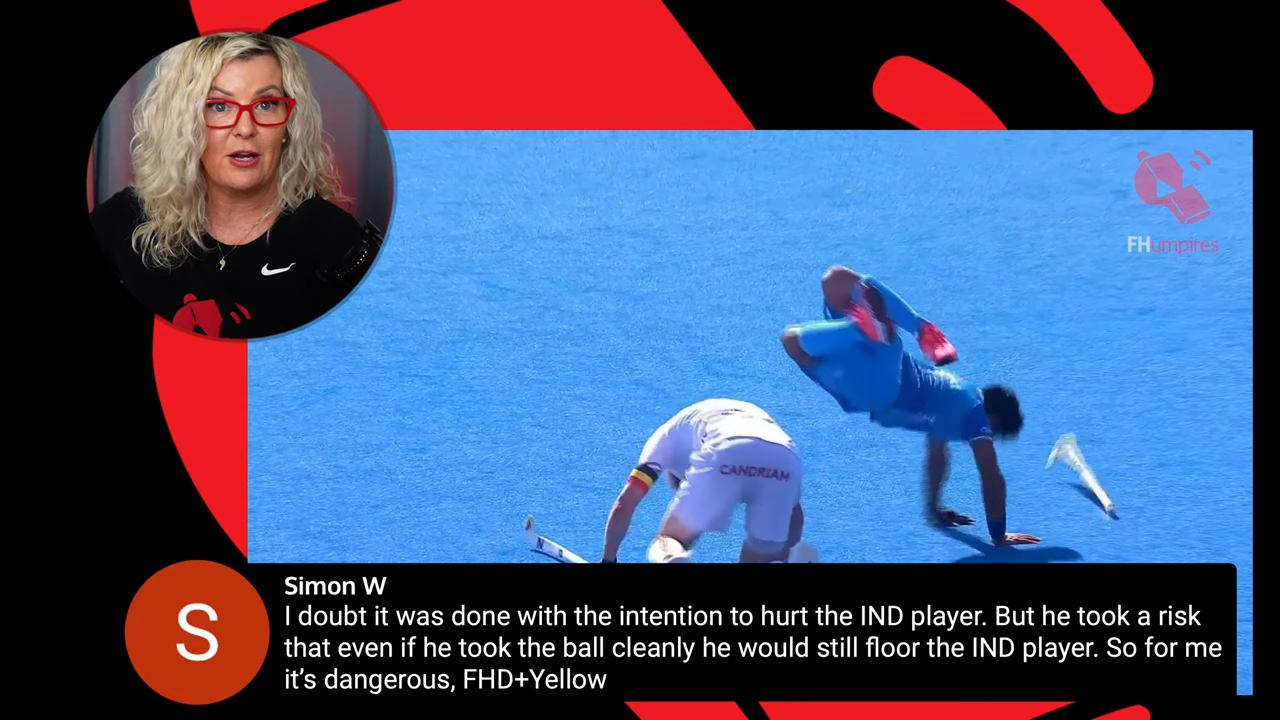 FHumpires
CANDRIAM
N
S
Simon W
I doubt it was done with the intention to hurt the IND player. But he took a risk
that even if he took the ball cleanly he would still floor the IND player. So for me
it’s dangerous, FHD+Yellow